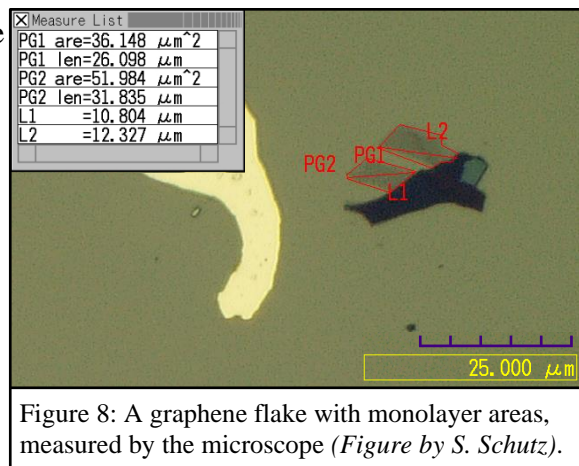 e
Measure List
PG1 are=36.148 μm^2
PG1 len=26.098 μm
PG2 are=51.984 μm^2
PG2 len=31.835 μm
L1 =10.804 μm
L2 =12.327 μm
L2
PG1
PG2
L1
25.000 μm
Figure 8: A graphene flake with monolayer areas,
measured by the microscope (Figure by S. Schutz).